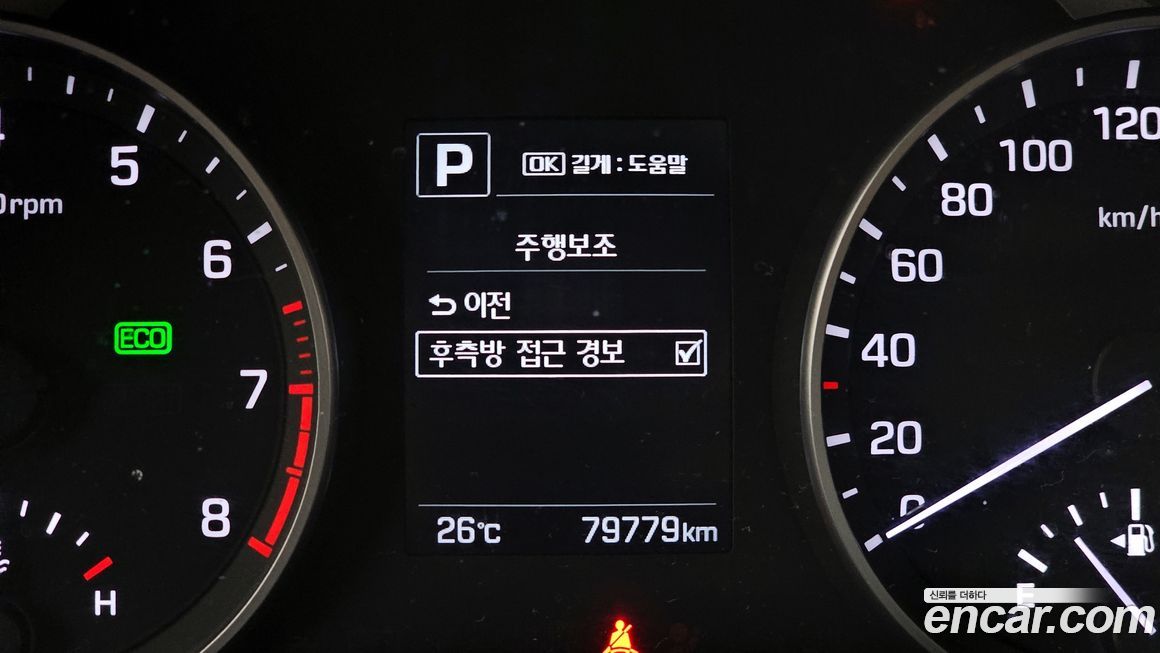 P
OK 길게 : 도움말
주행보조
이전
후측방 접근 경보
26℃ 79779km
5
6
7
8
rpm
ECO
H
120
100
80
60
40
20
0
km/h
E
신뢰를 더하다
encar.com